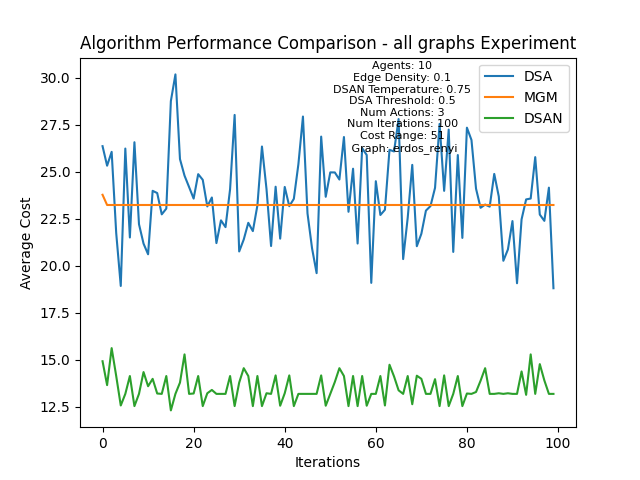 Algorithm Performance Comparison - all graphs Experiment
Agents: 10
Edge Density: 0.1
DSAN Temperature: 0.75
DSA Threshold: 0.5
Num Actions: 3
Num Iterations: 100
Cost Range: 51
Graph: erdos_renyi
DSA
MGM
DSAN
Average Cost
30.0
27.5
25.0
22.5
20.0
17.5
15.0
12.5
0 20 40 60 80 100
Iterations